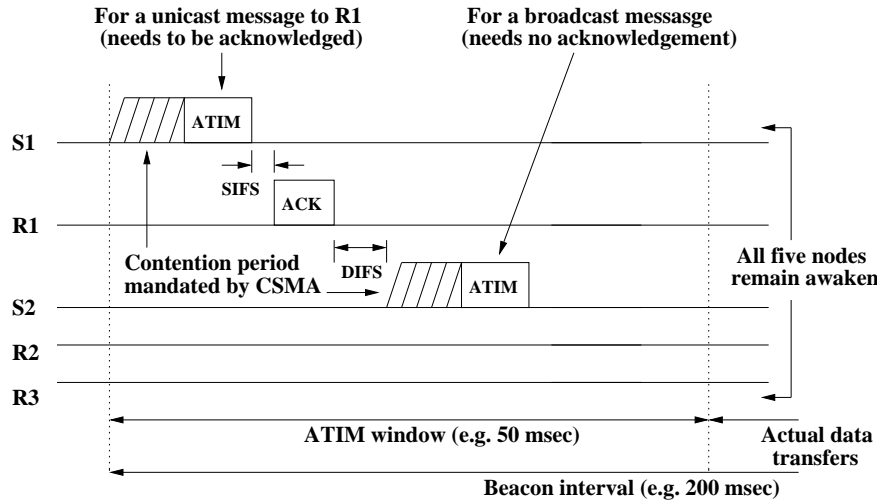 For a unicast message to R1
(needs to be acknowledged)
For a broadcast messasge
(needs no acknowledgement)
ATIM
S1
SIFS
ACK
R1
Contention period
mandated by CSMA
DIFS
ATIM
All five nodes
remain awaken
S2
R2
R3
ATIM window (e.g. 50 msec)
Actual data
transfers
Beacon interval (e.g. 200 msec)